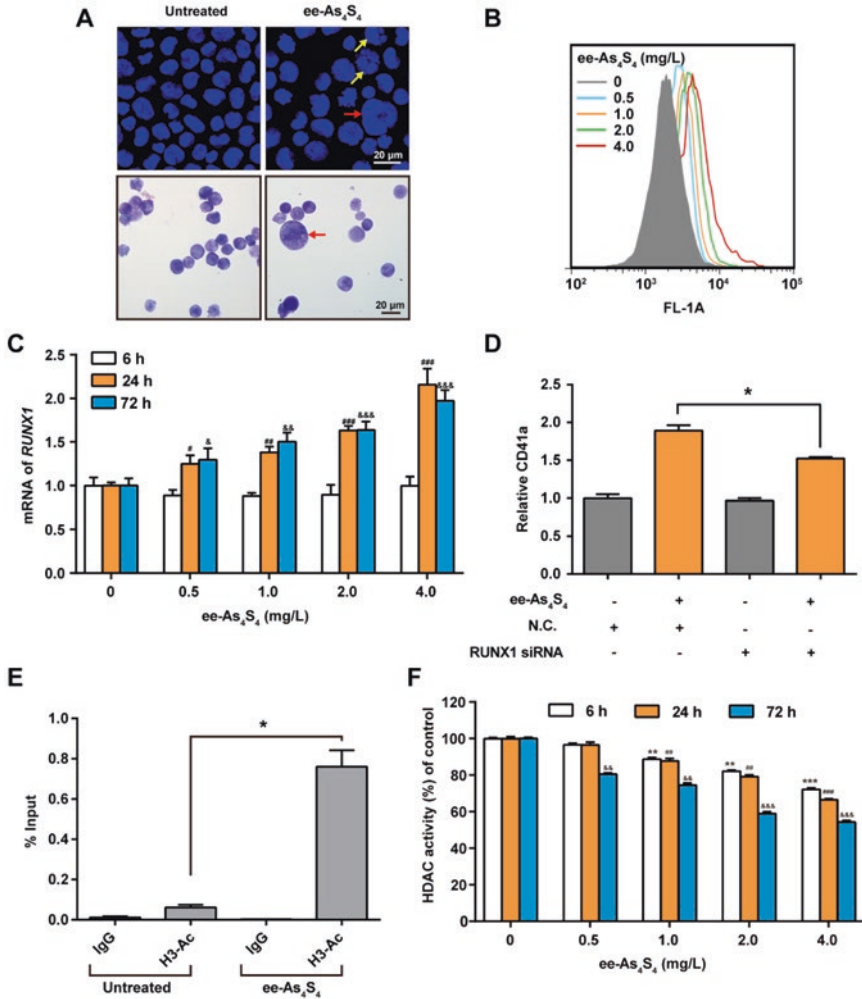 A
Untreated
ee-As₄S₄
20 μm
20 μm
B
ee-As₄S₄ (mg/L)
0
0.5
1.0
2.0
4.0
10² 10³ 10⁴ 10⁵
FL-1A
C
6 h
24 h
72 h
mRNA of RUNX1
2.5
2.0
1.5
1.0
0.5
0.0
# & ## && ### &&& ### &&&
0 0.5 1.0 2.0 4.0
ee-As₄S₄ (mg/L)
D
Relative CD41a
2.5
2.0
1.5
1.0
0.5
0.0
*
ee-As₄S₄ - + - +
N.C. + + - -
RUNX1 siRNA - - + +
E
% Input
1.0
0.8
0.6
0.4
0.2
0.0
*
IgG H3-Ac IgG H3-Ac
Untreated ee-As₄S₄
F
6 h 24 h 72 h
HDAC activity (%) of control
120
100
80
60
40
20
0
&& ** ## && ** ## &&& *** ### &&&
0 0.5 1.0 2.0 4.0
ee-As₄S₄ (mg/L)